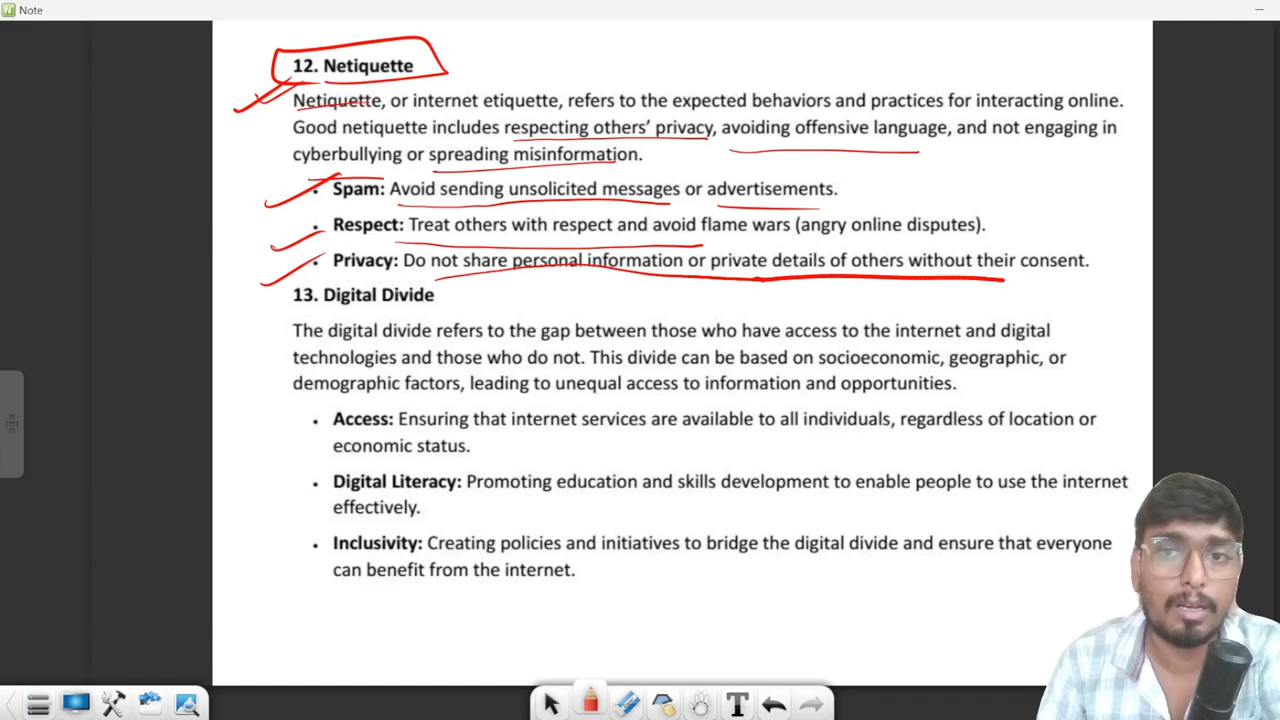 Note
12. Netiquette
Netiquette, or internet etiquette, refers to the expected behaviors and practices for interacting online.
Good netiquette includes respecting others’ privacy, avoiding offensive language, and not engaging in
cyberbullying or spreading misinformation.
• Spam: Avoid sending unsolicited messages or advertisements.
• Respect: Treat others with respect and avoid flame wars (angry online disputes).
• Privacy: Do not share personal information or private details of others without their consent.
13. Digital Divide
The digital divide refers to the gap between those who have access to the internet and digital
technologies and those who do not. This divide can be based on socioeconomic, geographic, or
demographic factors, leading to unequal access to information and opportunities.
• Access: Ensuring that internet services are available to all individuals, regardless of location or
economic status.
• Digital Literacy: Promoting education and skills development to enable people to use the internet
effectively.
• Inclusivity: Creating policies and initiatives to bridge the digital divide and ensure that everyone
can benefit from the internet.